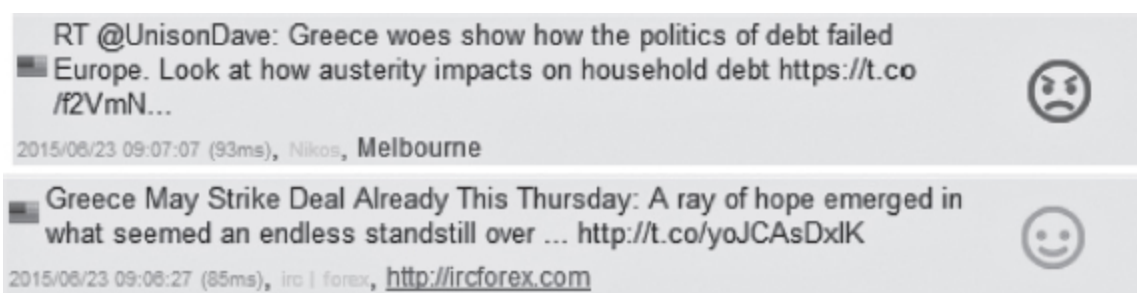 RT @UnisonDave: Greece woes show how the politics of debt failed
Europe. Look at how austerity impacts on household debt https://t.co
/f2VmN...
2015/06/23 09:07:07 (93ms), Nikos, Melbourne
Greece May Strike Deal Already This Thursday: A ray of hope emerged in
what seemed an endless standstill over ... http://t.co/yoJCAsDxlK
2015/06/23 09:06:27 (85ms), irc | forex, http://ircforex.com